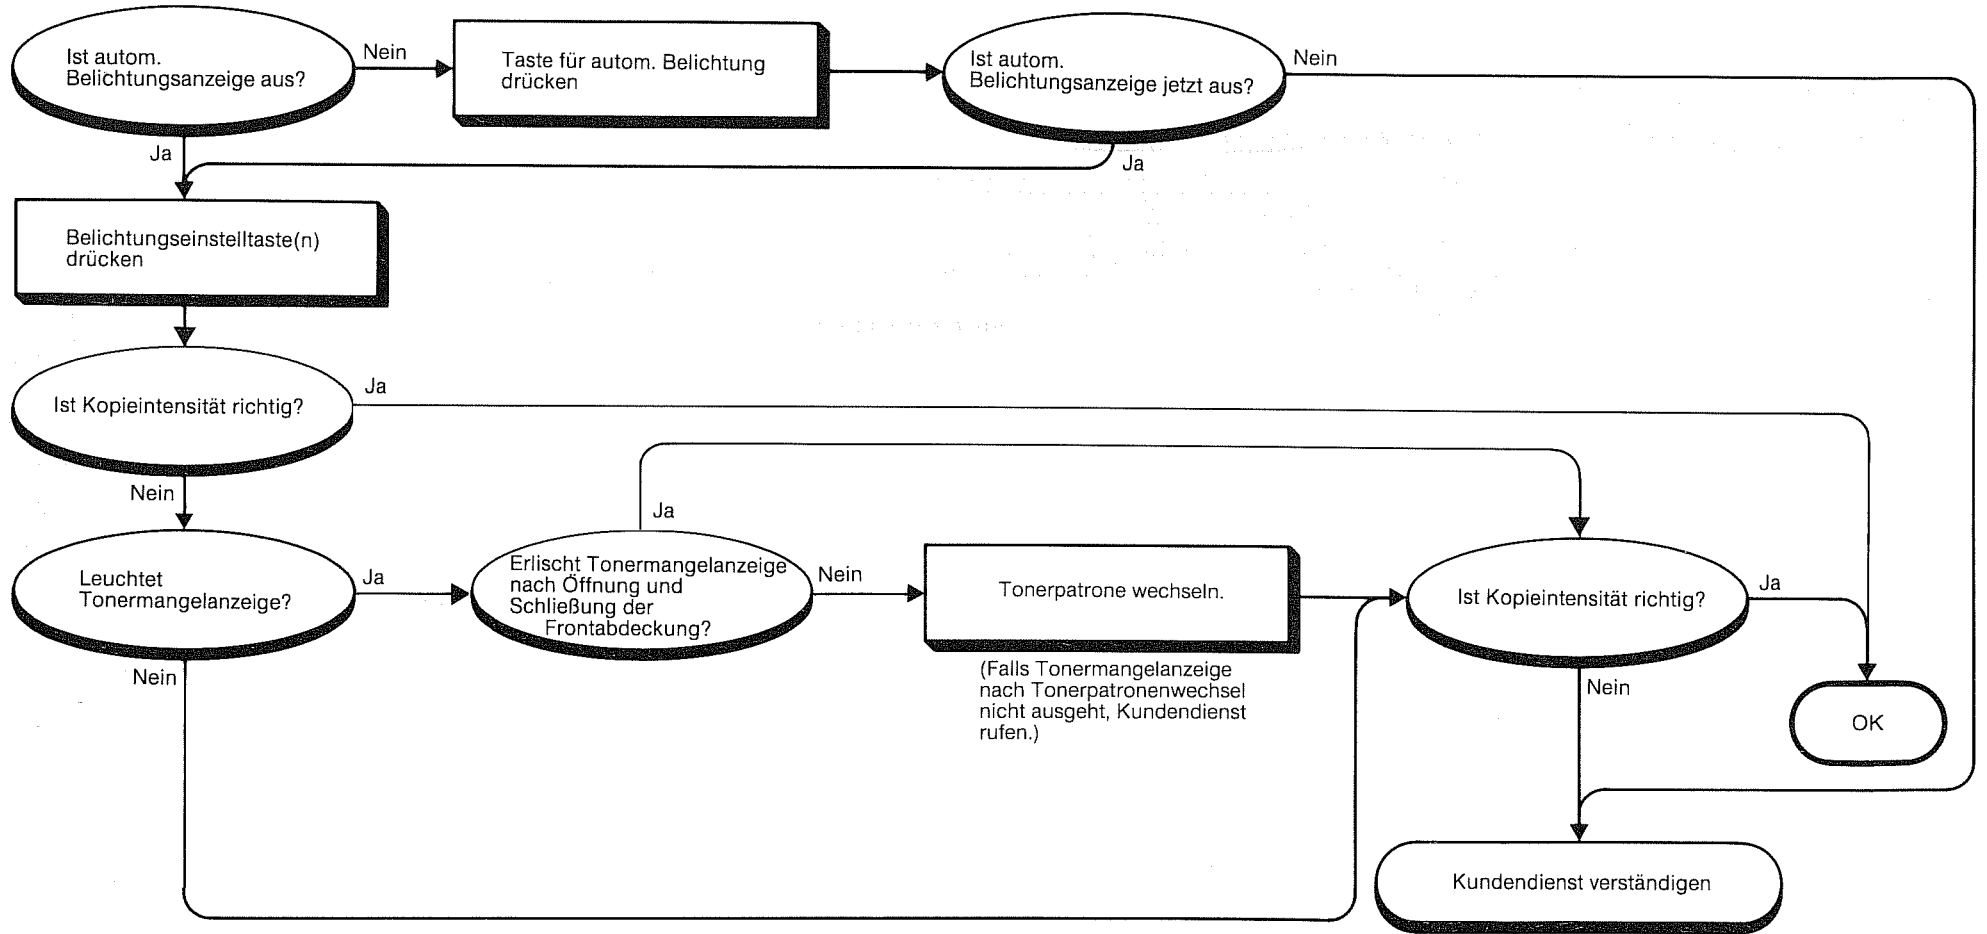 Ist autom.
Belichtungsanzeige aus?
Nein
Taste für autom. Belichtung
drücken
Ist autom.
Belichtungsanzeige jetzt aus?
Nein
Ja
Ja
Belichtungseinstelltaste(n)
drücken
Ist Kopieintensität richtig?
Ja
Nein
Ja
Leuchtet
Tonermangelanzeige?
Ja
Erlischt Tonermangelanzeige
nach Öffnung und
Schließung der
Frontabdeckung?
Nein
Tonerpatrone wechseln.
Ist Kopieintensität richtig?
Ja
Nein
(Falls Tonermangelanzeige
nach Tonerpatronenwechsel
nicht ausgeht, Kundendienst
rufen.)
Nein
OK
Kundendienst verständigen